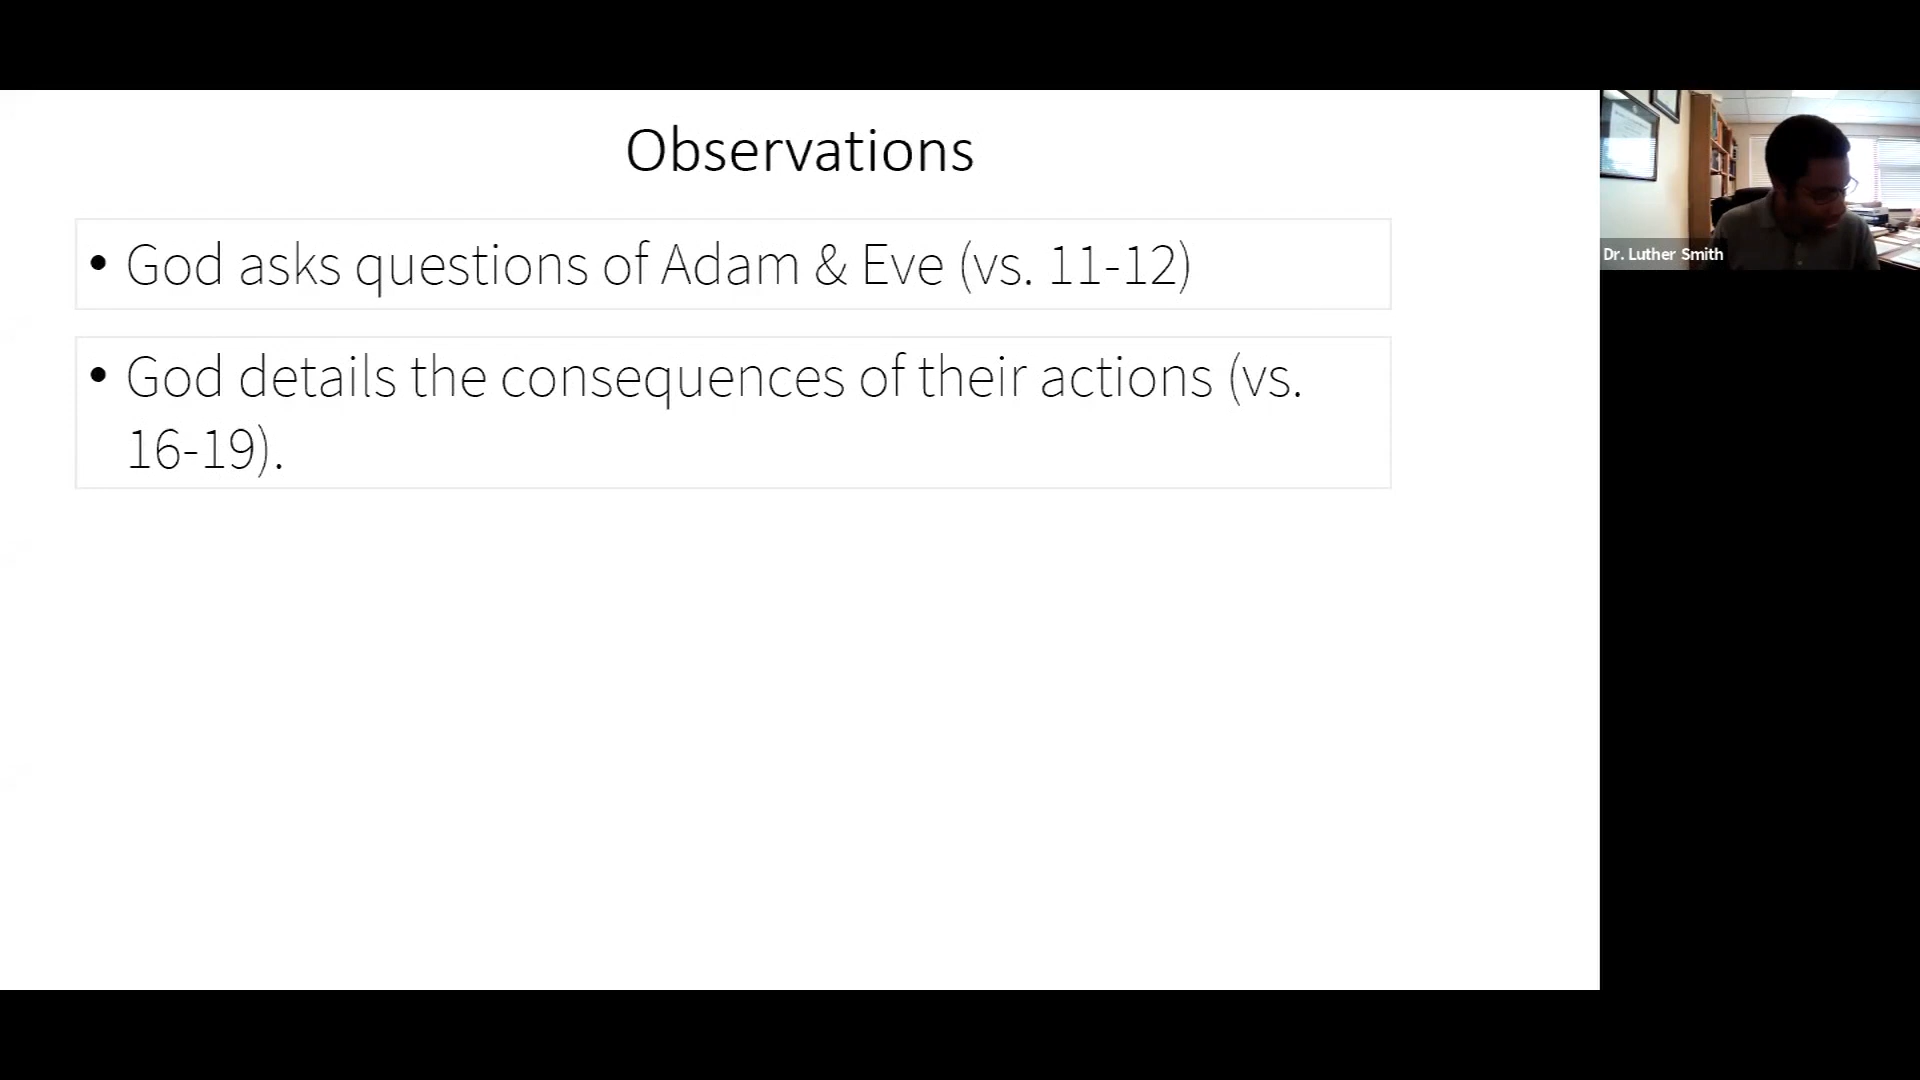 Observations
• God asks questions of Adam & Eve (vs. 11-12)
• God details the consequences of their actions (vs.
16-19).
Dr. Luther Smith